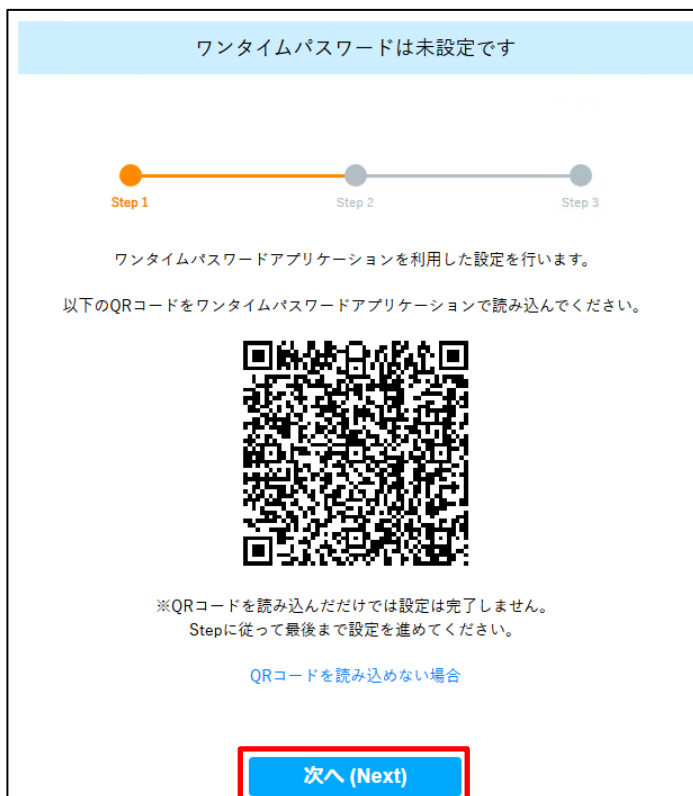 ワンタイムパスワードは未設定です
Step 1
Step 2
Step 3
ワンタイムパスワードアプリケーションを利用した設定を行います。
以下のQRコードをワンタイムパスワードアプリケーションで読み込んでください。
※QRコードを読み込んだだけでは設定は完了しません。
Stepに従って最後まで設定を進めてください。
QRコードを読み込めない場合
次へ (Next)